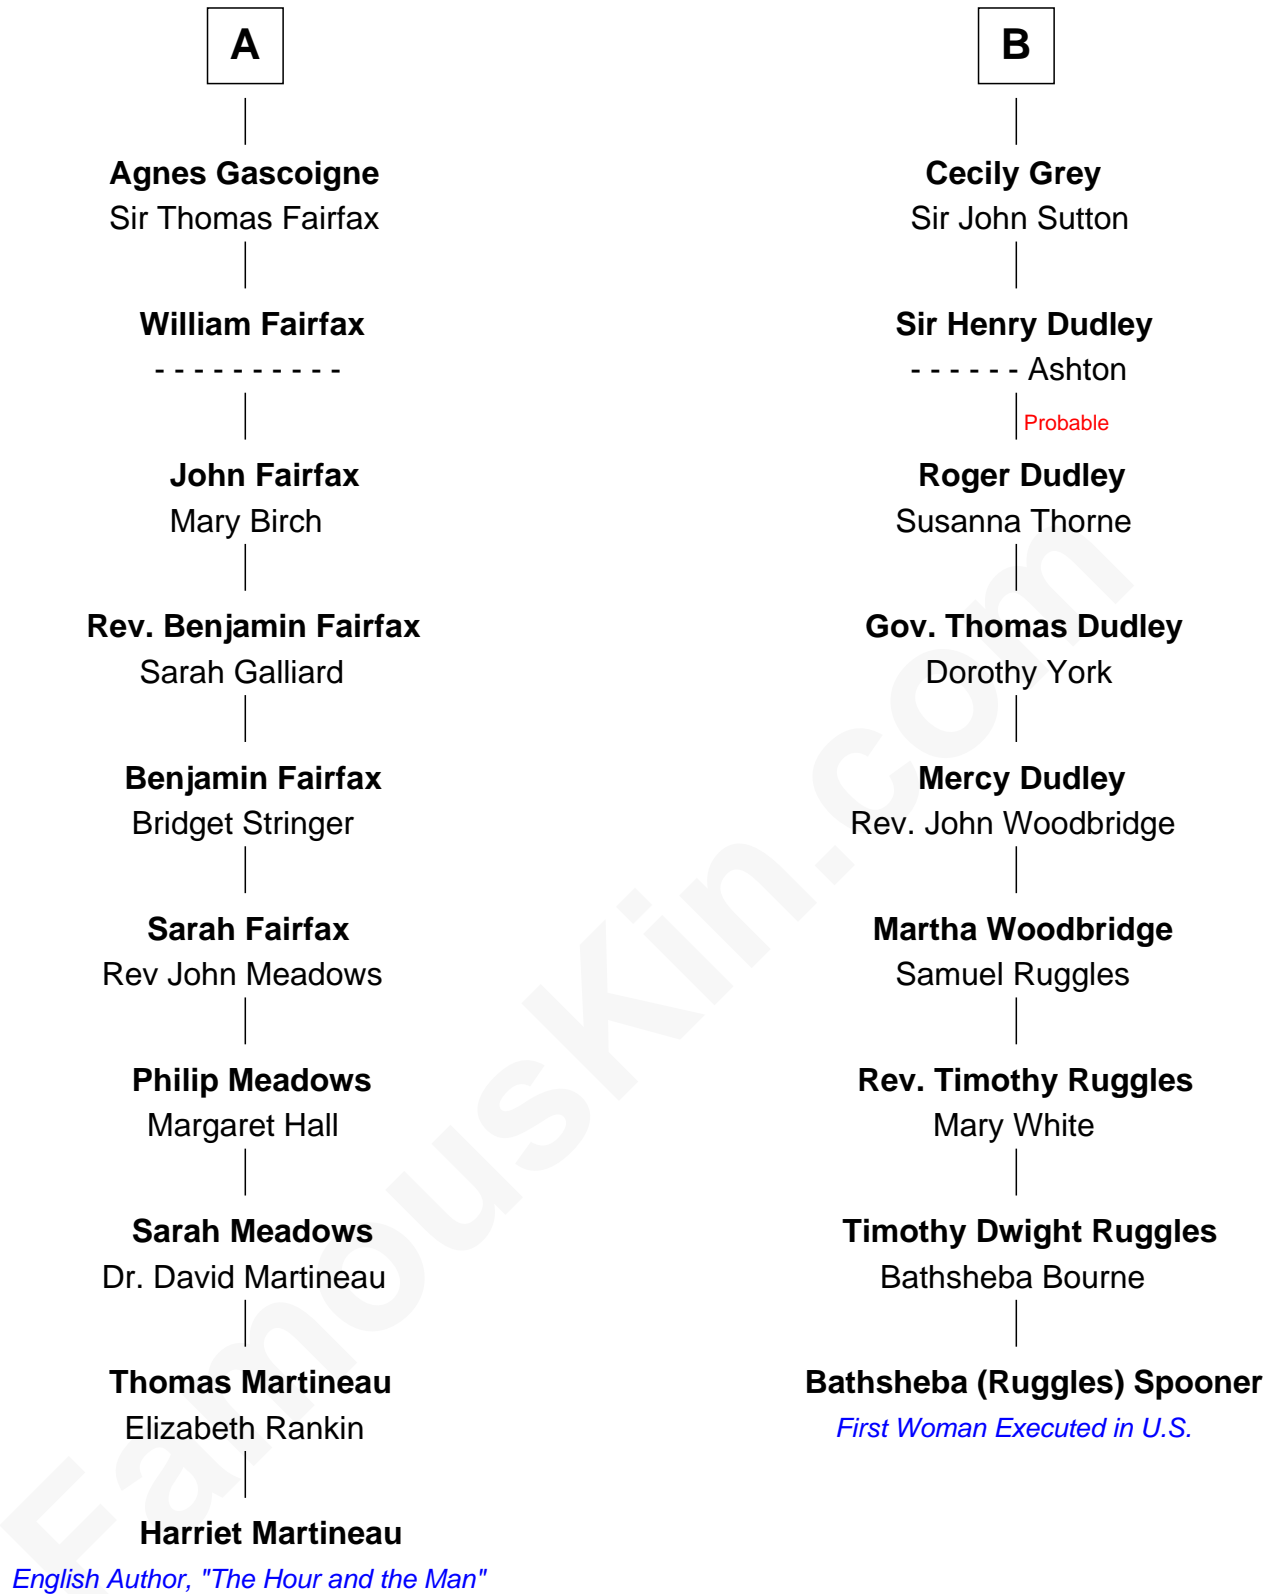 A
Agnes Gascoigne
Sir Thomas Fairfax
William Fairfax
- - - - - - - - - -
John Fairfax
Mary Birch
Rev. Benjamin Fairfax
Sarah Galliard
Benjamin Fairfax
Bridget Stringer
Sarah Fairfax
Rev John Meadows
Philip Meadows
Margaret Hall
Sarah Meadows
Dr. David Martineau
Thomas Martineau
Elizabeth Rankin
Harriet Martineau
English Author, "The Hour and the Man"
B
Cecily Grey
Sir John Sutton
Sir Henry Dudley
- - - - - - Ashton
Probable
Roger Dudley
Susanna Thorne
Gov. Thomas Dudley
Dorothy York
Mercy Dudley
Rev. John Woodbridge
Martha Woodbridge
Samuel Ruggles
Rev. Timothy Ruggles
Mary White
Timothy Dwight Ruggles
Bathsheba Bourne
Bathsheba (Ruggles) Spooner
First Woman Executed in U.S.
FamousKin.com